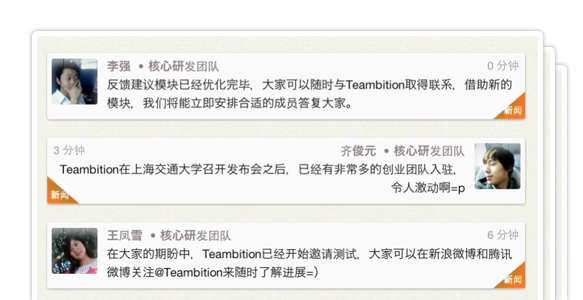 李强 • 核心研发团队 0 分钟
反馈建议模块已经优化完毕，大家可以随时与Teambition取得联系，借助新的
模块，我们将能立即安排合适的成员答复大家。
新闻
3 分钟 齐俊元 • 核心研发团队
Teambition在上海交通大学召开发布会之后，已经有非常多的创业团队入驻，
令人激动啊=p
新闻
王凤雪 • 核心研发团队 6 分钟
在大家的期盼中，Teambition已经开始邀请测试，大家可以在新浪微博和腾讯
微博关注@Teambition来随时了解进展=）
新闻